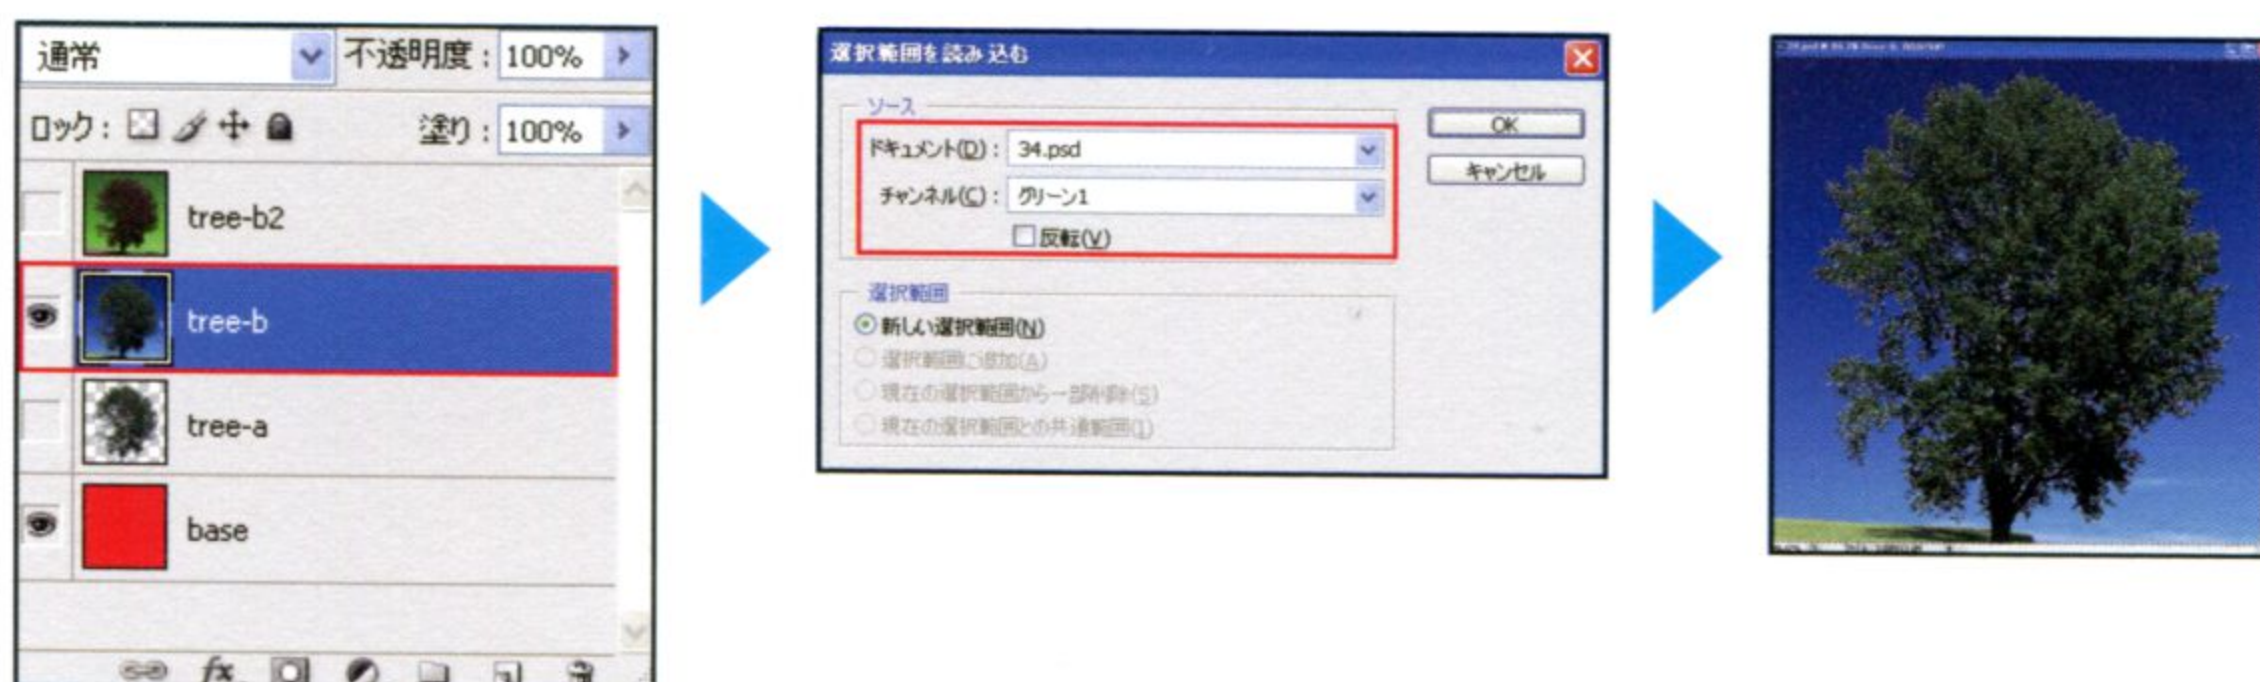 通常
不透明度 : 100%
ロック :
塗り : 100%
tree-b2
tree-b
tree-a
base
fx.
選択範囲を読み込む
ソース
ドキュメント(D) : 34.psd
チャンネル(C) : グリーン1
反転(V)
選択範囲
新しい選択範囲(N)
選択範囲に追加(A)
現在の選択範囲から一部削除(S)
現在の選択範囲との共通範囲(I)
OK
キャンセル